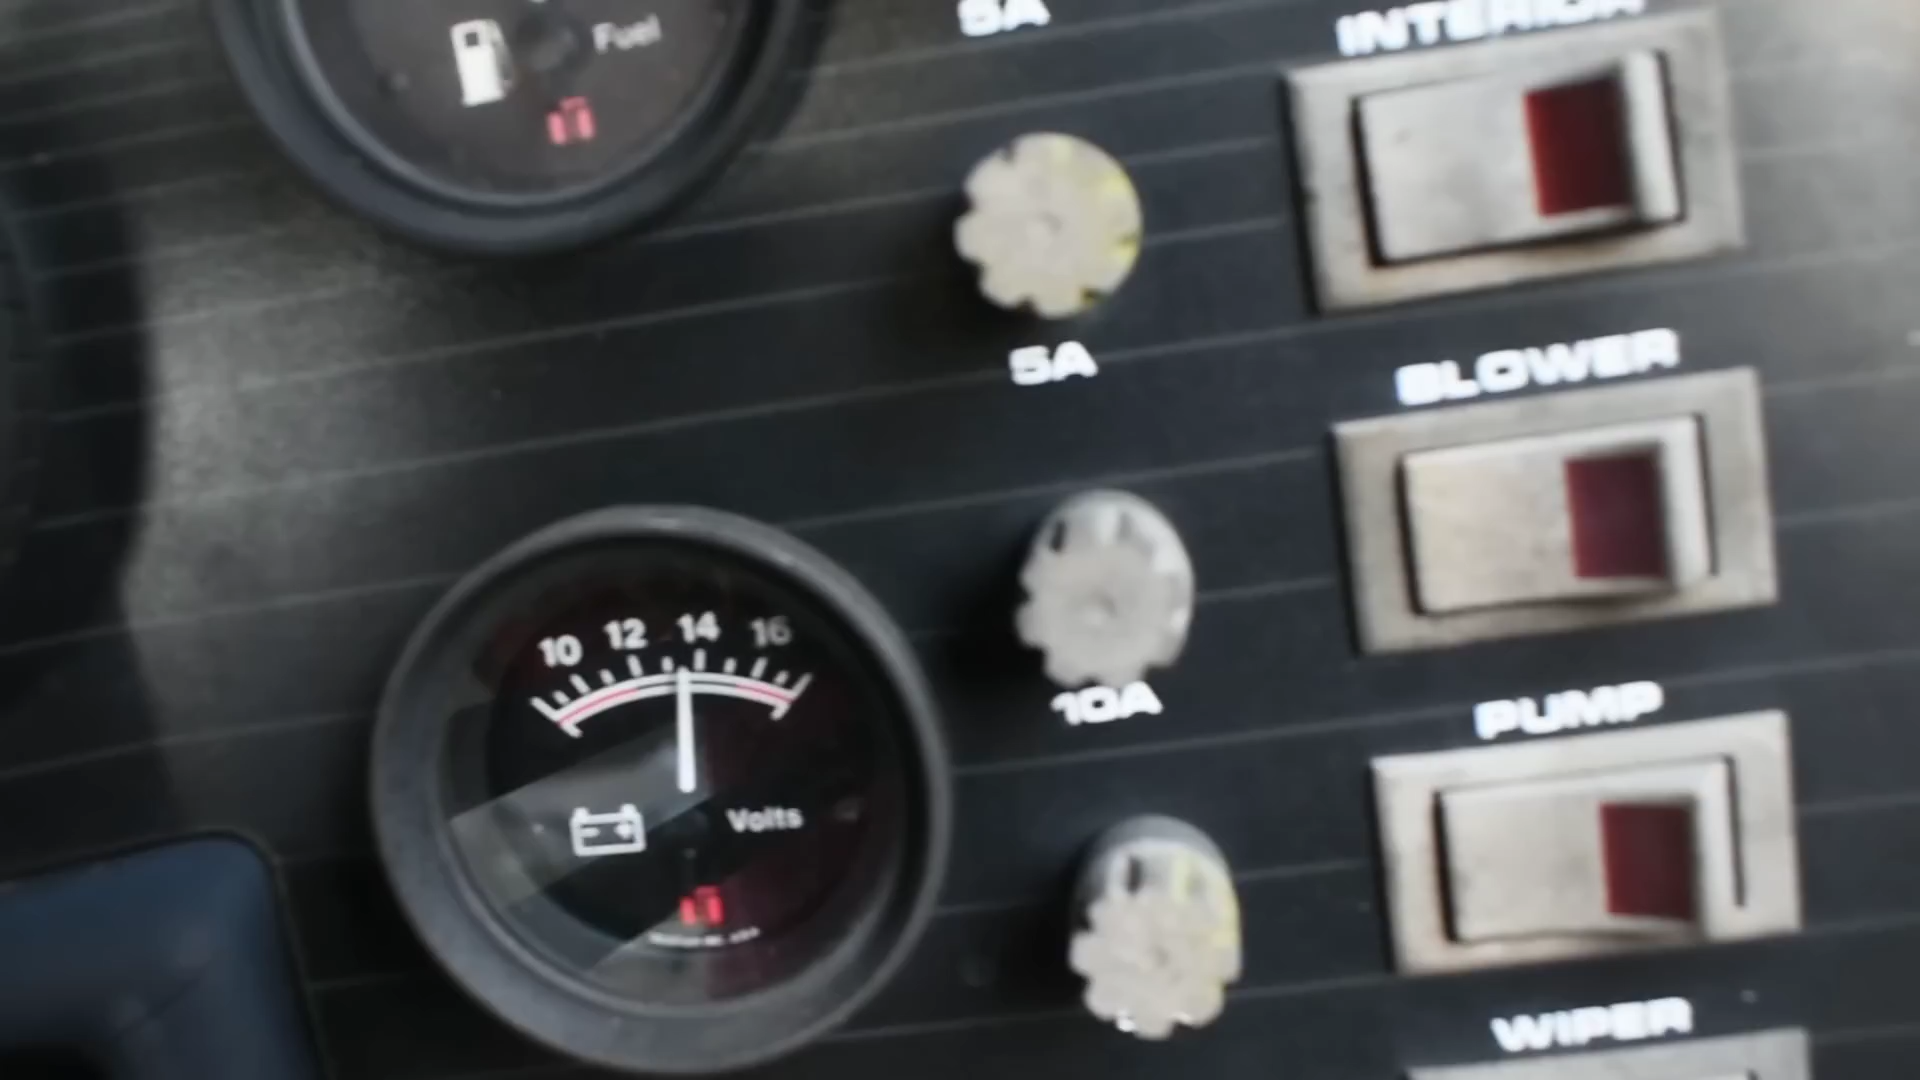 5A
INTERIOR
Fuel
5A
BLOWER
10 12 14 16
10A
PUMP
Volts
WIPER